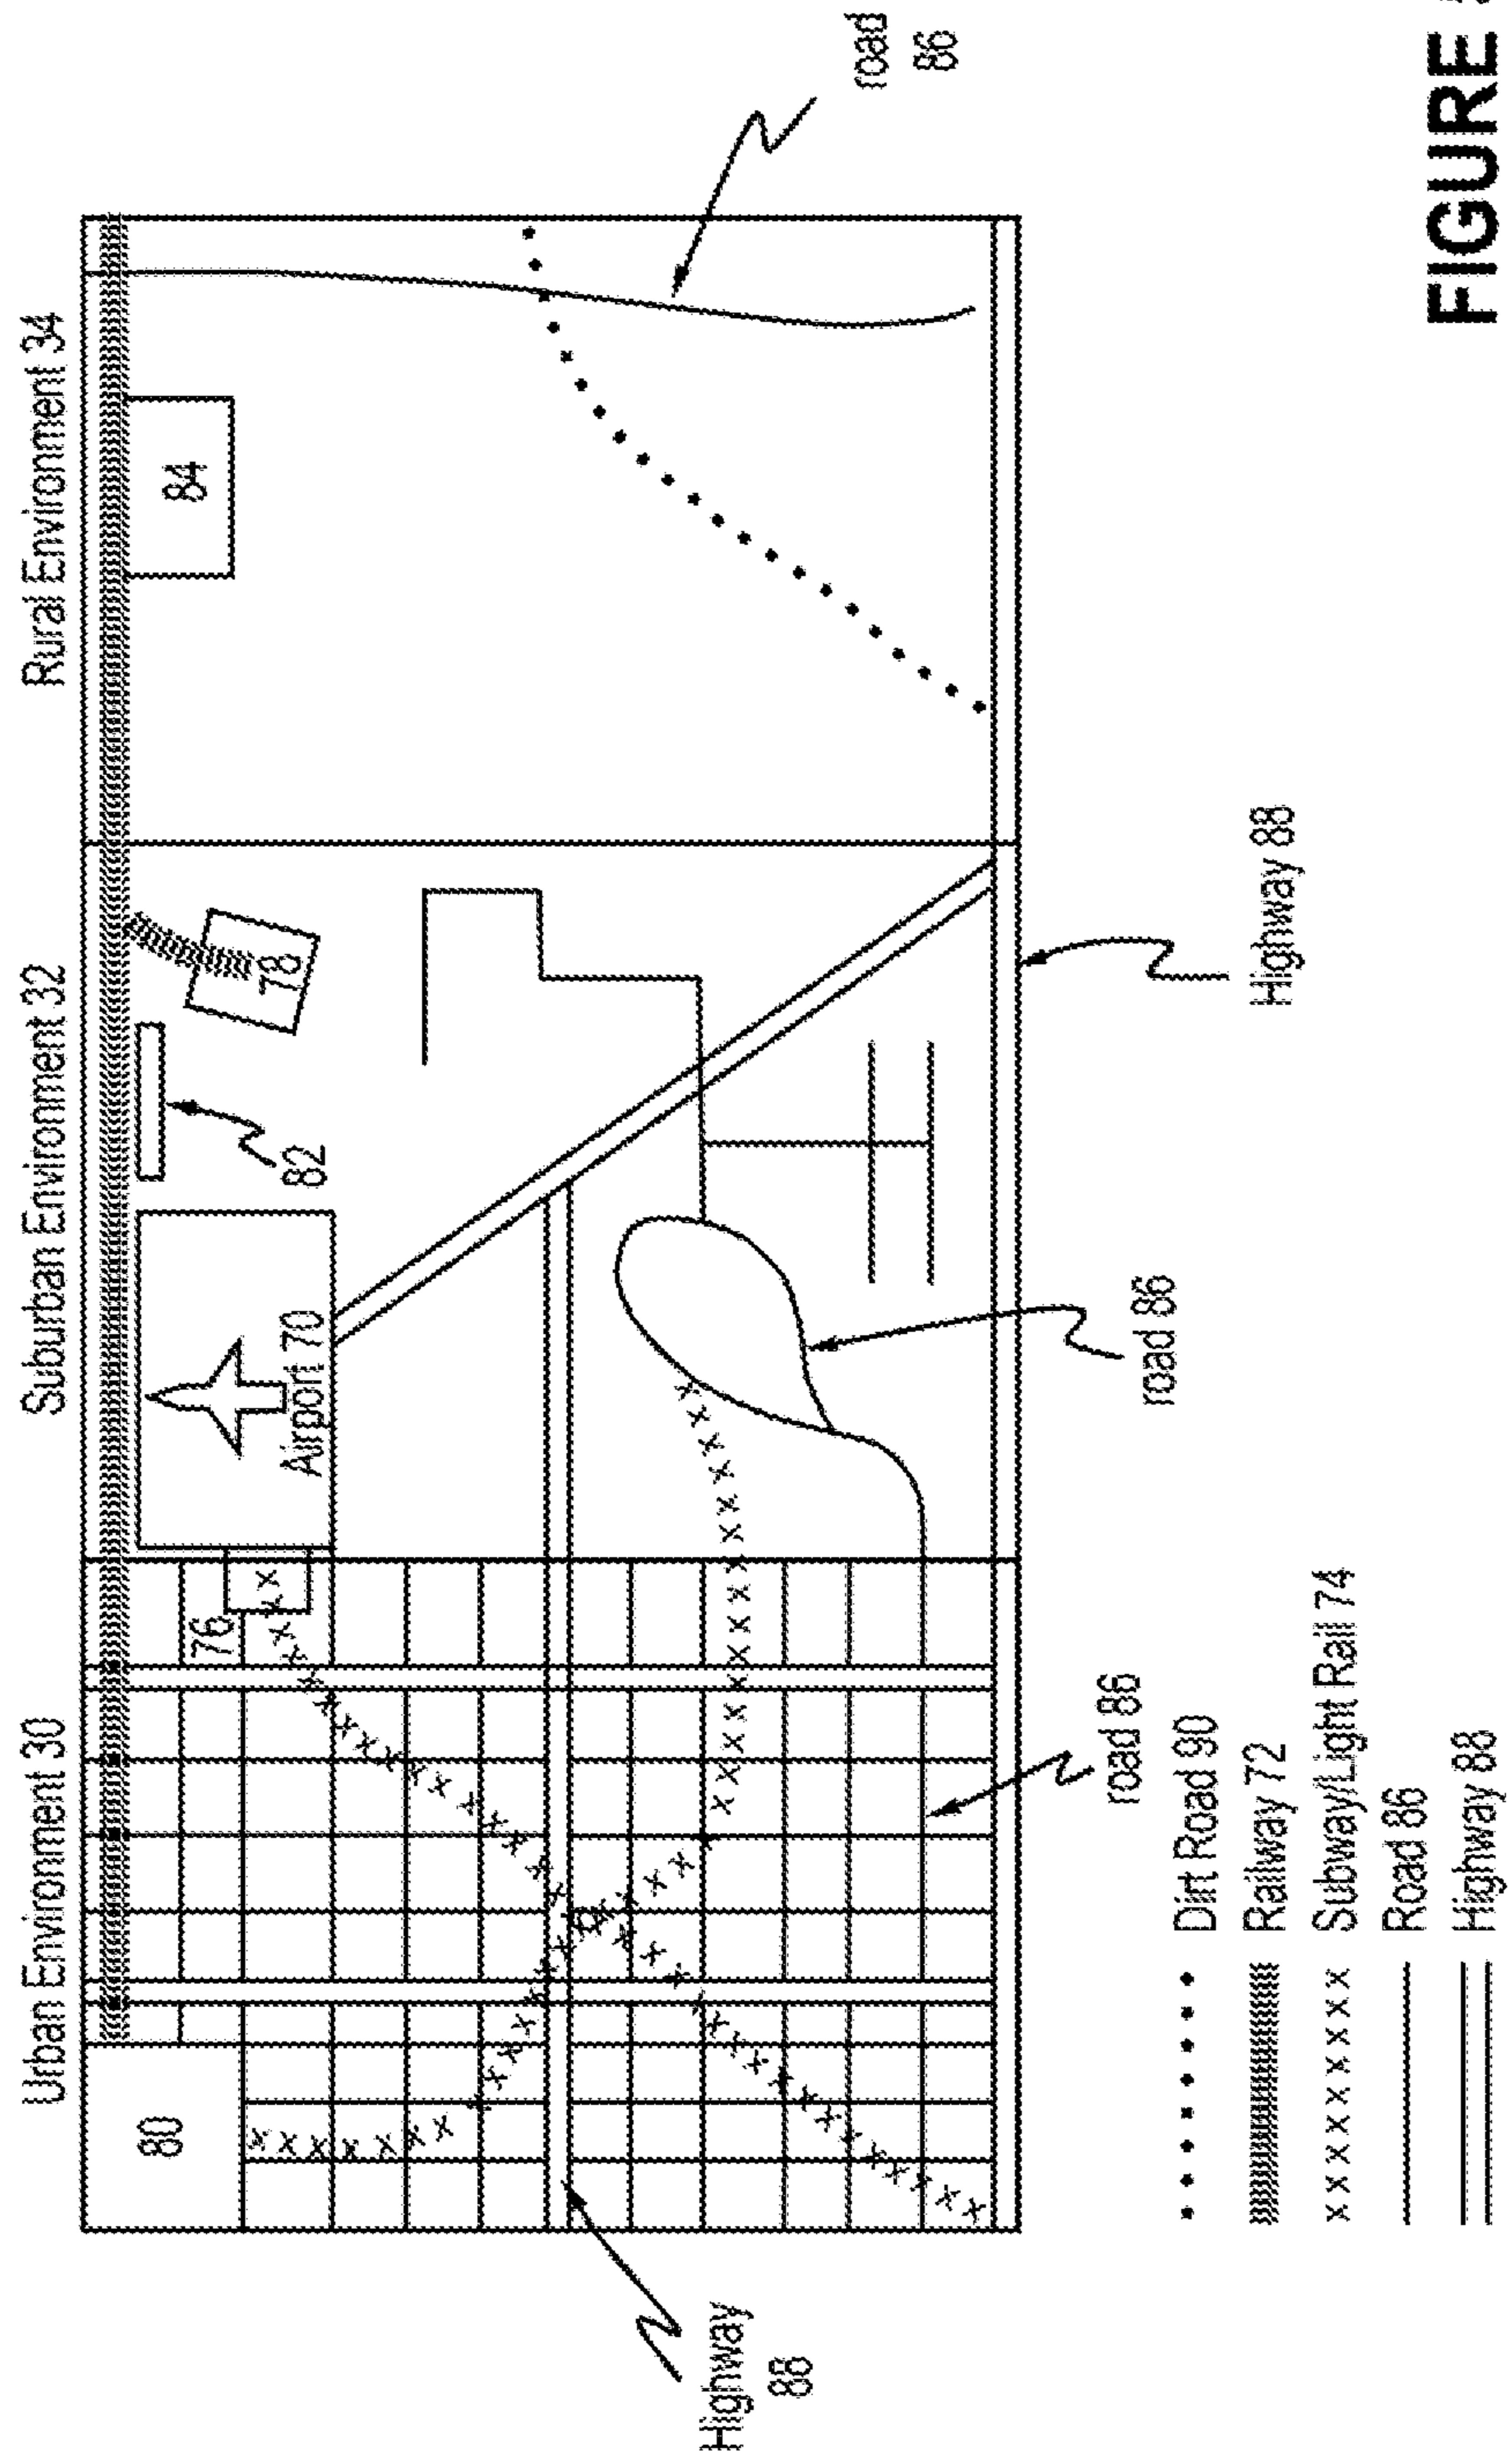 Urban Environment 30
Suburban Environment 32
Rural Environment 34
80
76
Airport 70
82
78
84
Highway
88
road 86
road 86
Highway 88
road
86
Dirt Road 90
Railway 72
Subway/Light Rail 74
Road 86
Highway 88
FIGURE